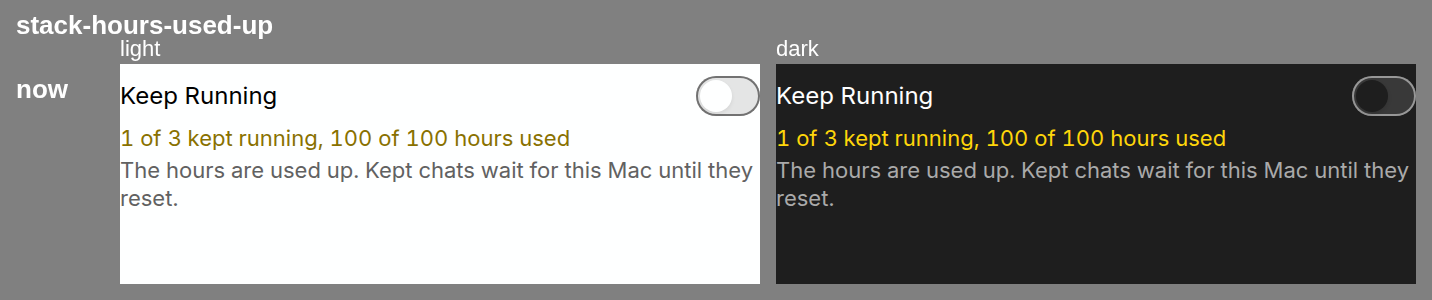 stack-hours-used-up
light
dark
now
Keep Running
1 of 3 kept running, 100 of 100 hours used
The hours are used up. Kept chats wait for this Mac until they
reset.
Keep Running
1 of 3 kept running, 100 of 100 hours used
The hours are used up. Kept chats wait for this Mac until they
reset.